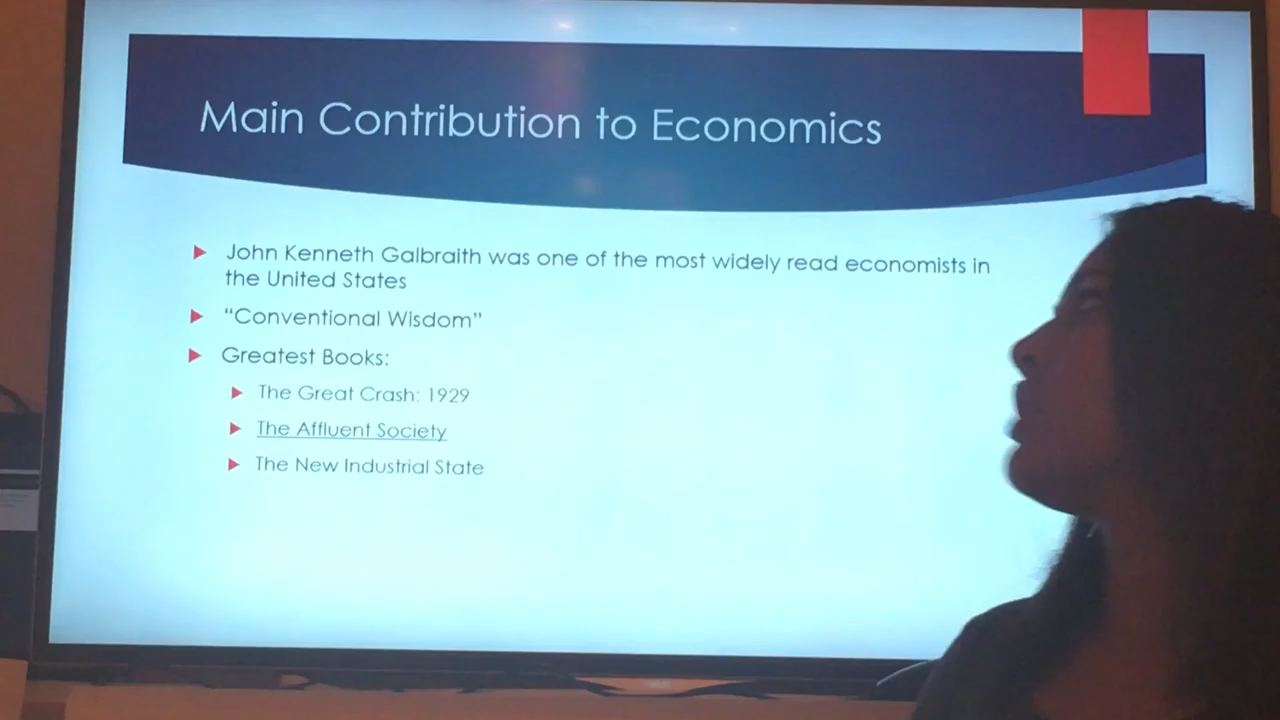 Main Contribution to Economics
John Kenneth Galbraith was one of the most widely read economists in
the United States
“Conventional Wisdom”
Greatest Books:
The Great Crash: 1929
The Affluent Society
The New Industrial State